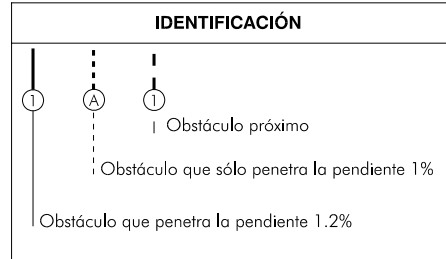 IDENTIFICACIÓN
1 A 1
Obstáculo próximo
Obstáculo que sólo penetra la pendiente 1%
Obstáculo que penetra la pendiente 1.2%